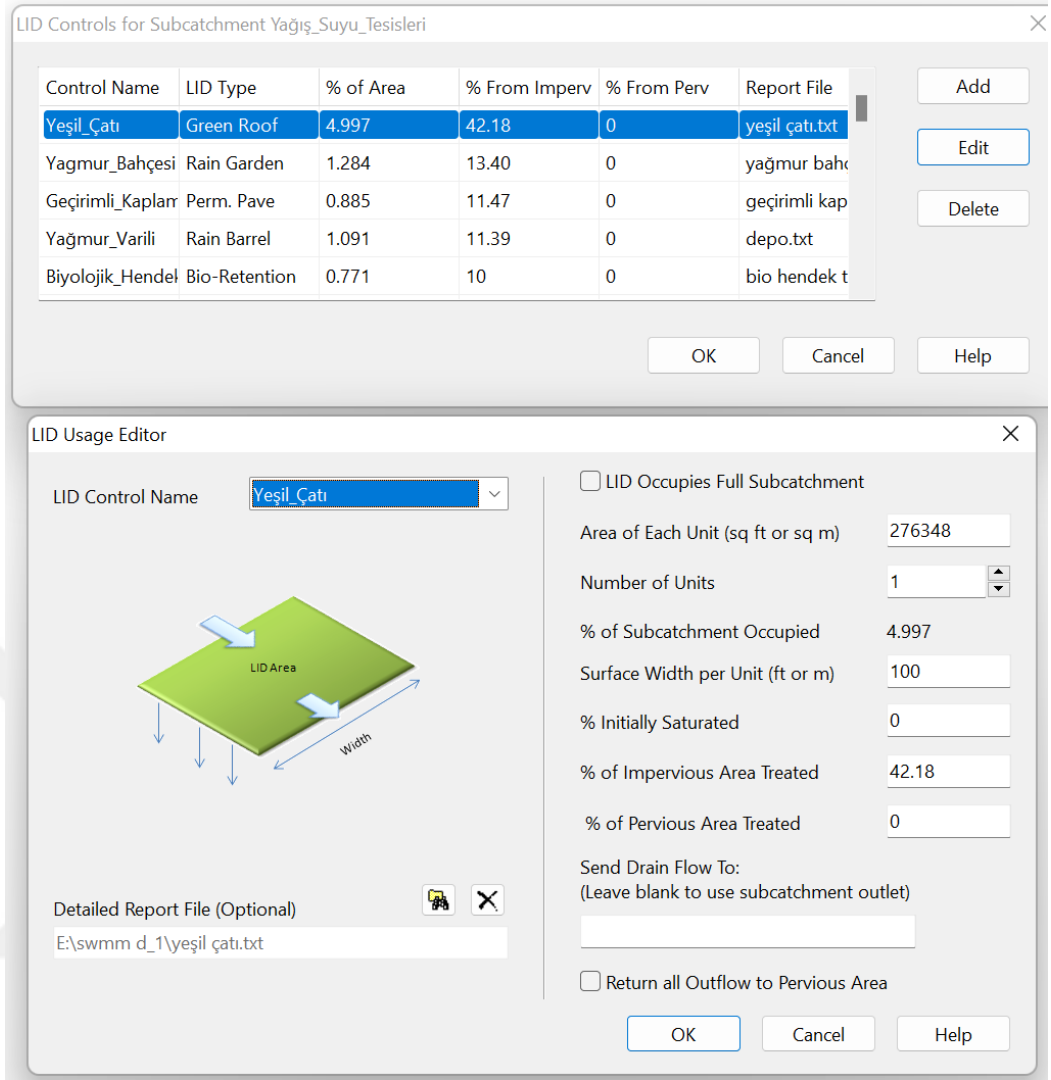 LID Controls for Subcatchment Yağış_Suyu_Tesisleri
Control Name LID Type % of Area % From Imperv % From Perv Report File
Yeşil_Çatı Green Roof 4.997 42.18 0 yeşil çatı.txt
Yagmur_Bahçesi Rain Garden 1.284 13.40 0 yağmur bahç
Geçirimli_Kaplam Perm. Pave 0.885 11.47 0 geçirimli kap
Yağmur_Varili Rain Barrel 1.091 11.39 0 depo.txt
Biyolojik_Hendek Bio-Retention 0.771 10 0 bio hendek t
Add
Edit
Delete
OK Cancel Help
LID Usage Editor
LID Control Name Yeşil_Çatı
LID Area
Width
Detailed Report File (Optional)
E:\swmm d_1\yeşil çatı.txt
LID Occupies Full Subcatchment
Area of Each Unit (sq ft or sq m) 276348
Number of Units 1
% of Subcatchment Occupied 4.997
Surface Width per Unit (ft or m) 100
% Initially Saturated 0
% of Impervious Area Treated 42.18
% of Pervious Area Treated 0
Send Drain Flow To:
(Leave blank to use subcatchment outlet)
Return all Outflow to Pervious Area
OK Cancel Help